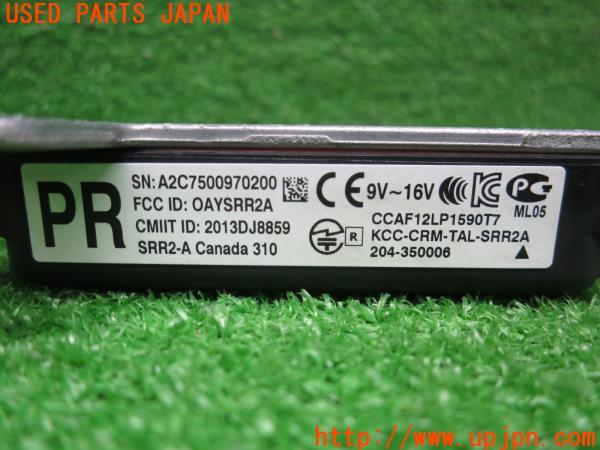 USED PARTS JAPAN
PR
SN: A2C7500970200
FCC ID: OAYSRR2A
CMIIT ID: 2013DJ8859
SRR2-A Canada 310
CE 9V~16V
ML05
CCAF12LP1590T7
R KCC-CRM-TAL-SRR2A
204-350006
UPJ http://www.upjpn.com